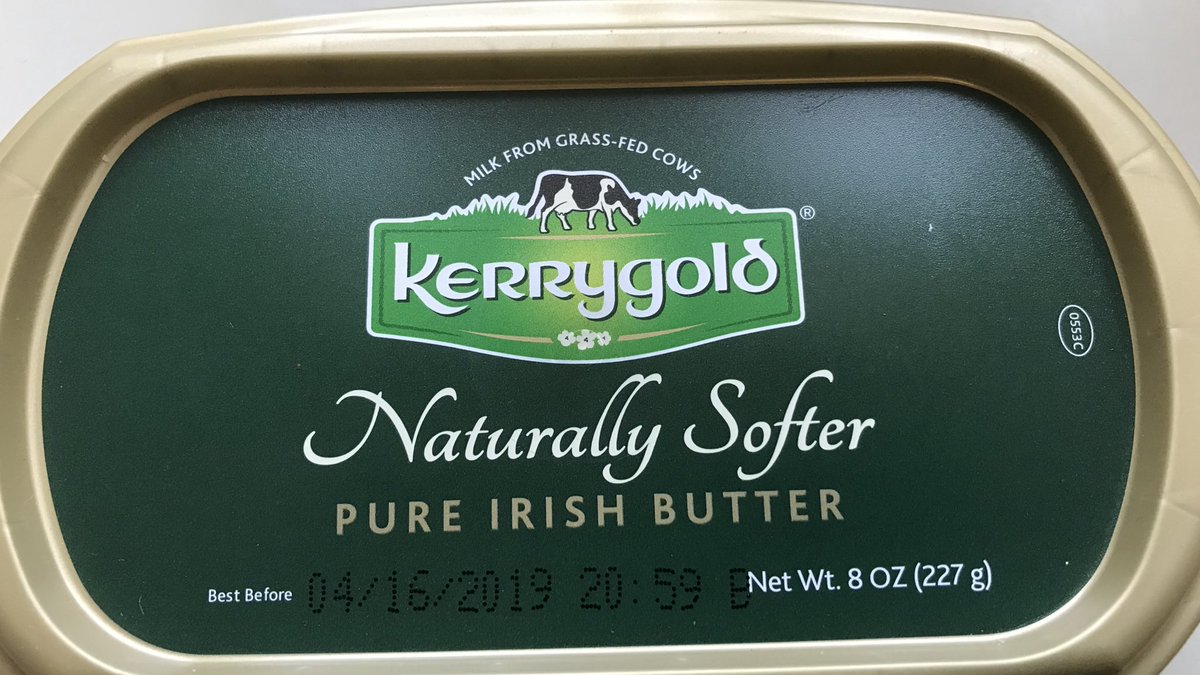 MILK FROM GRASS-FED COWS
Kerrygold®
0553C
Naturally Softer
PURE IRISH BUTTER
Best Before 04/16/2019 20:59 B
Net Wt. 8 OZ (227 g)